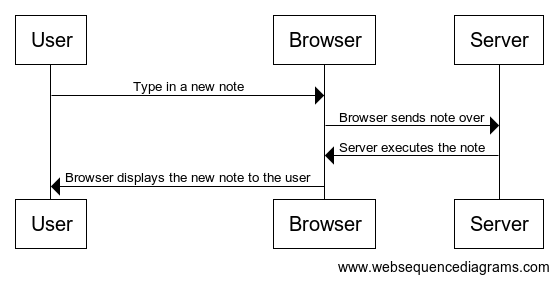 User Browser Server
Type in a new note
Browser sends note over
Server executes the note
Browser displays the new note to the user
User Browser Server
www.websequencediagrams.com